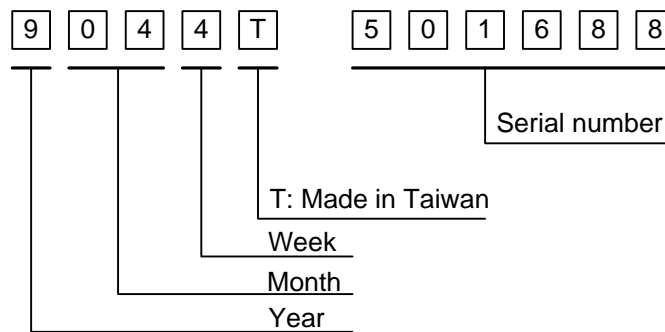 9 0 4 4 T 5 0 1 6 8 8
Serial number
T: Made in Taiwan
Week
Month
Year